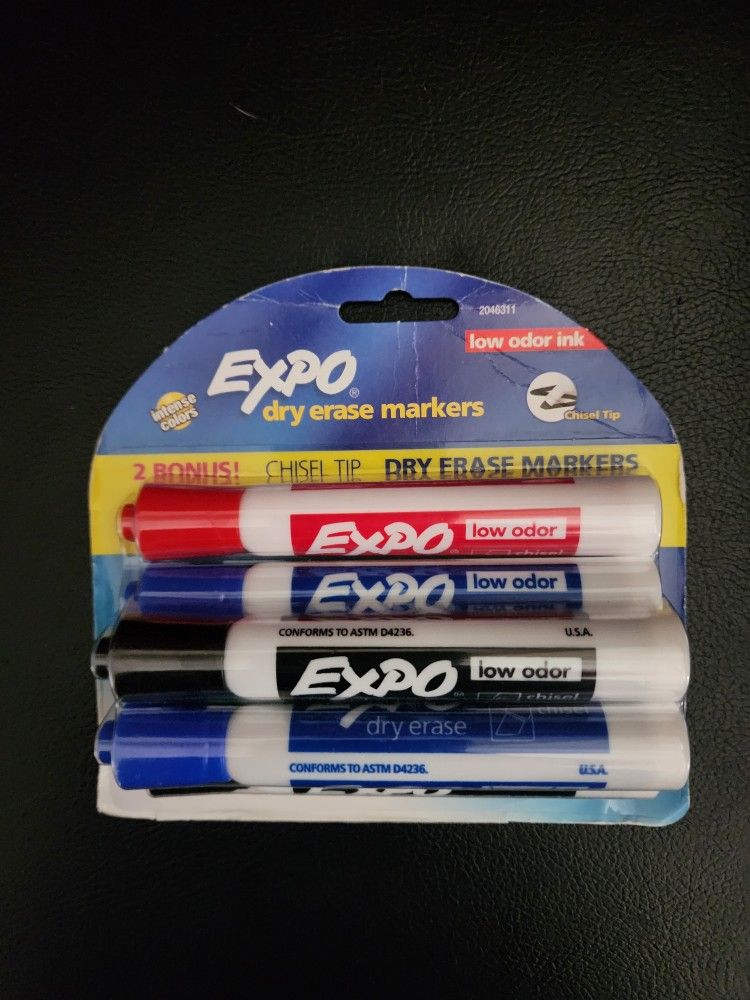 2046311
low odor ink
EXPO®
intense
colors
dry erase markers
Chisel Tip
2 BONUS! CHISEL TIP DRY ERASE MARKERS
EXPO® low odor
chisel
EXPO low odor
CONFORMS TO ASTM D4236. U.S.A.
EXPO® low odor
chisel
dry erase
chisel
CONFORMS TO ASTM D4236. U.S.A.
EXPO